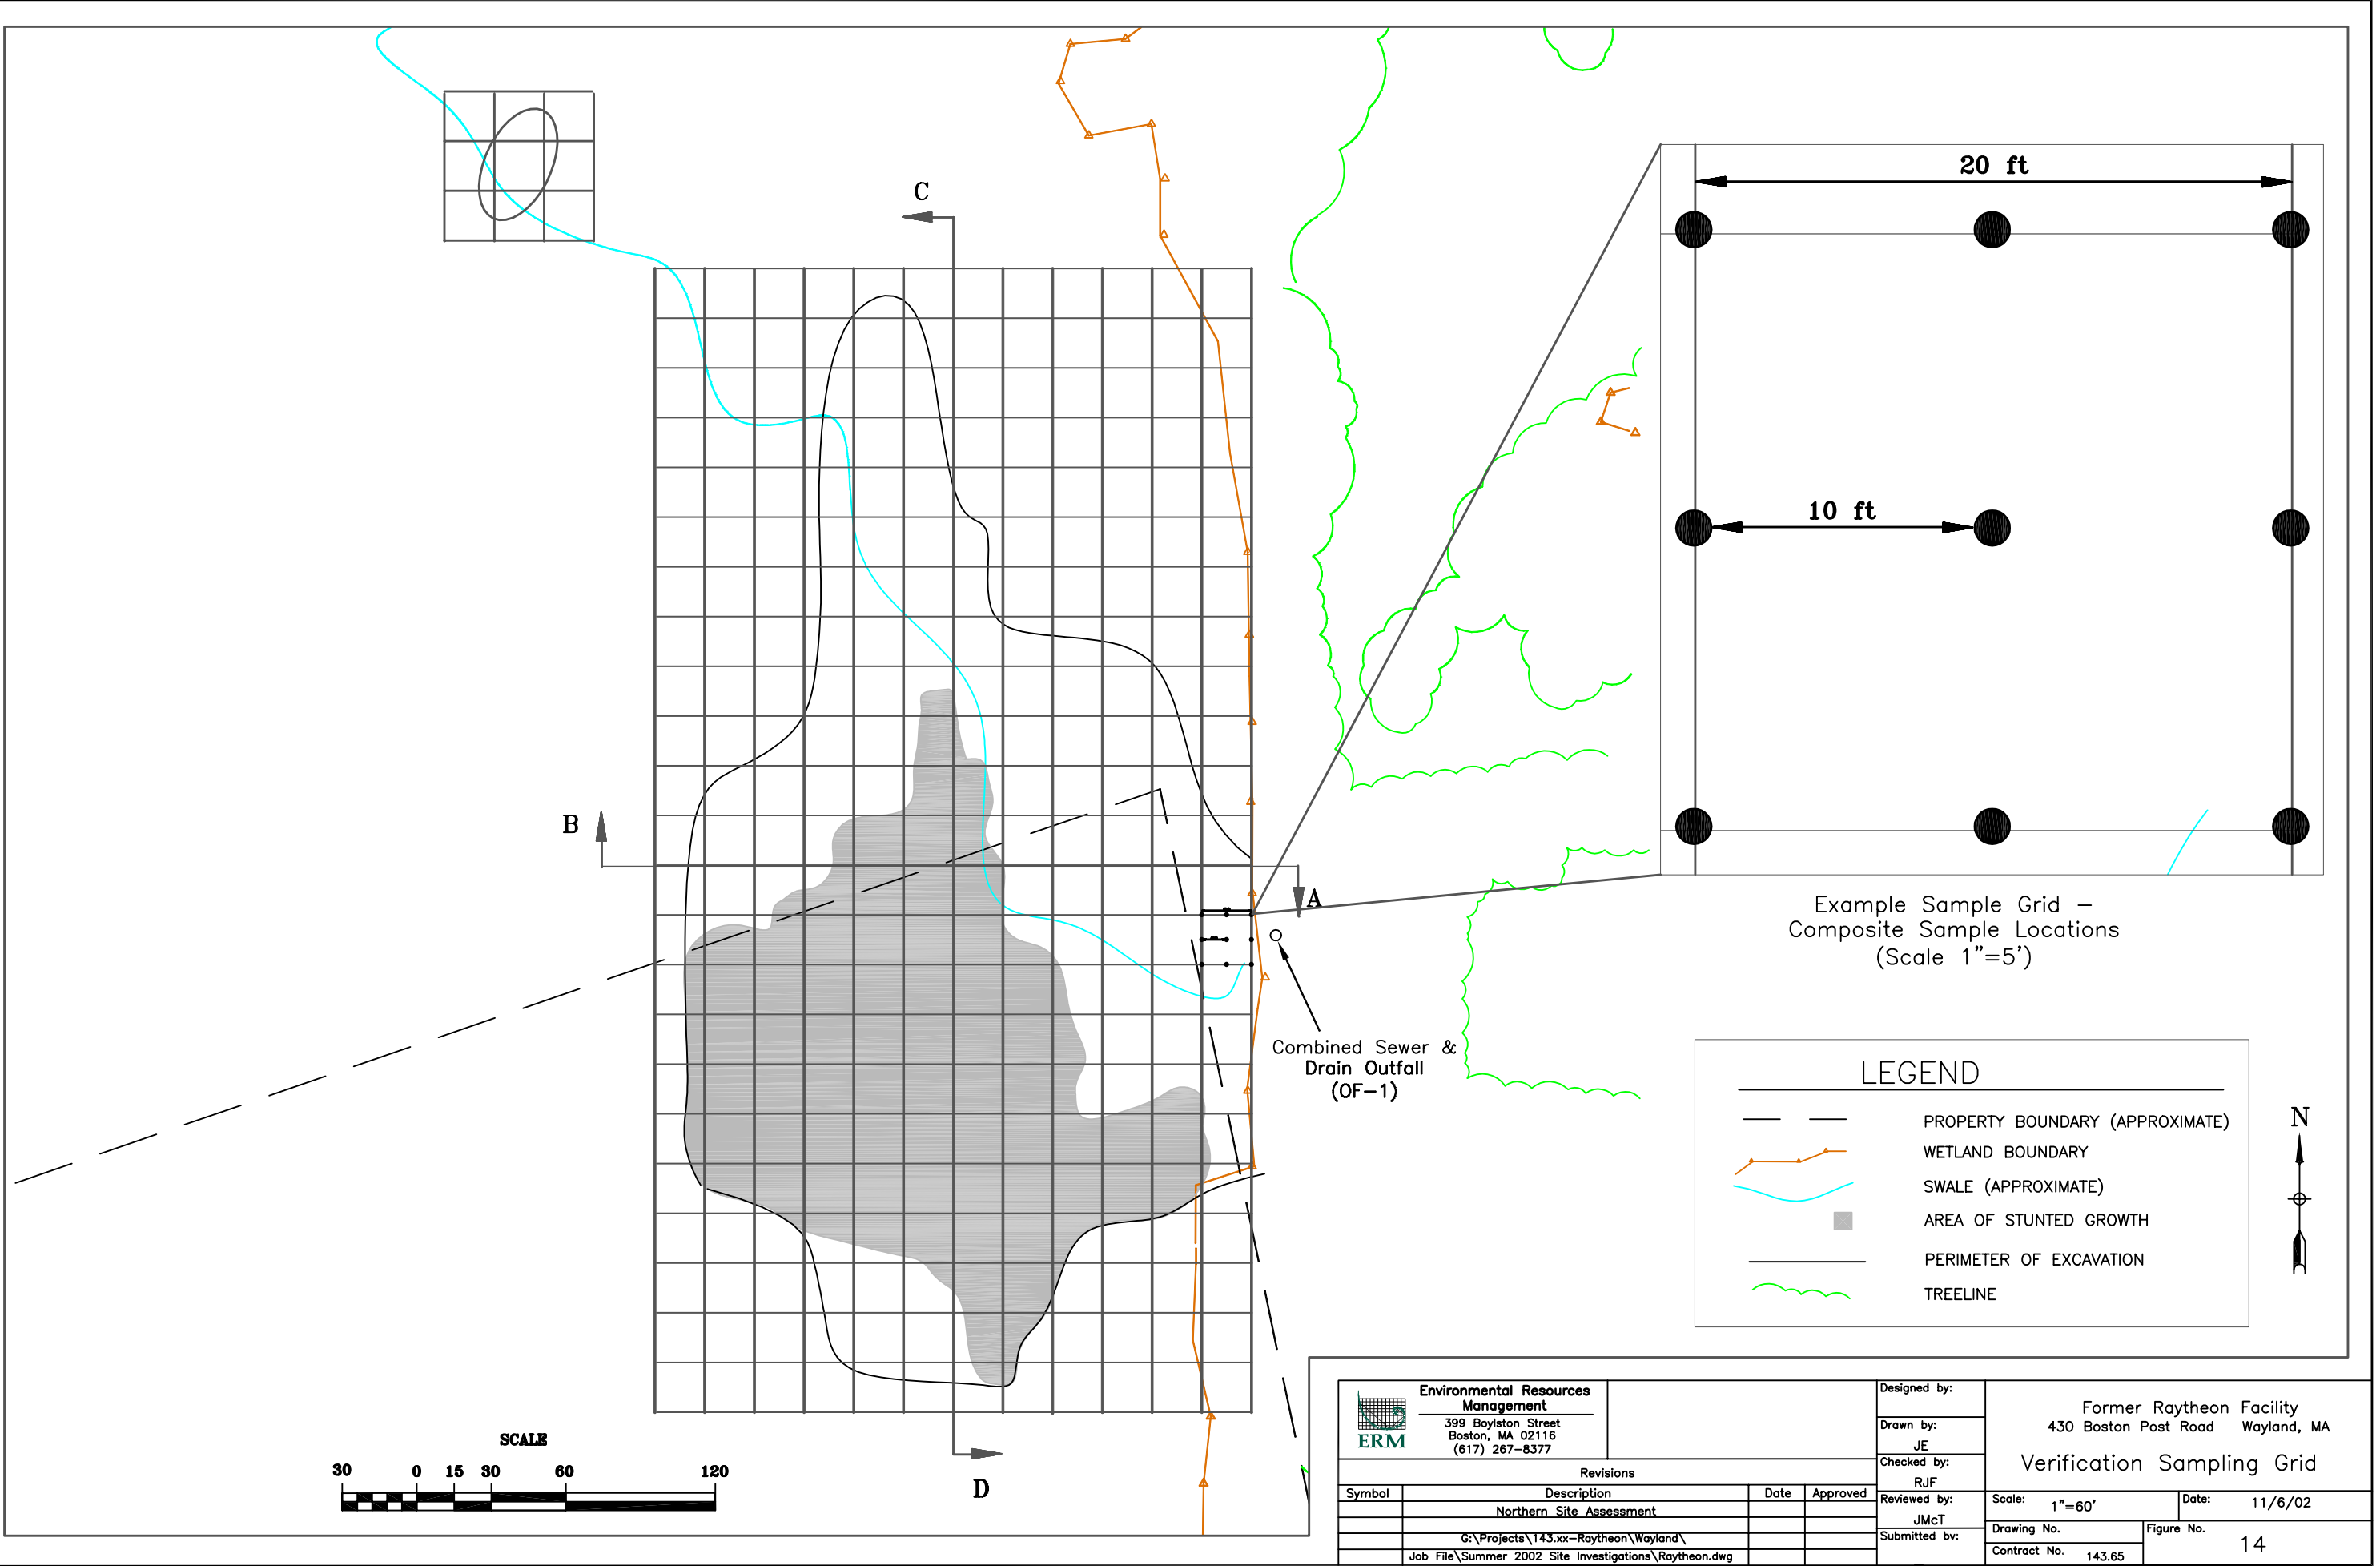 C
20 ft
10 ft
B
A
Example Sample Grid –
Composite Sample Locations
(Scale 1"=5')
Combined Sewer &
Drain Outfall
(OF-1)
LEGEND
PROPERTY BOUNDARY (APPROXIMATE)
WETLAND BOUNDARY
SWALE (APPROXIMATE)
AREA OF STUNTED GROWTH
PERIMETER OF EXCAVATION
TREELINE
N
D
SCALE
30 0 15 30 60 120
ERM
Environmental Resources
Management
399 Boylston Street
Boston, MA 02116
(617) 267-8377
Revisions
Symbol Description Date Approved
Northern Site Assessment
G:\Projects\143.xx-Raytheon\Wayland\
Job File\Summer 2002 Site Investigations\Raytheon.dwg
Designed by:
Drawn by:
JE
Checked by:
RJF
Reviewed by:
JMcT
Submitted by:
Former Raytheon Facility
430 Boston Post Road Wayland, MA
Verification Sampling Grid
Scale: 1"=60' Date: 11/6/02
Drawing No.
Contract No. 143.65
Figure No.
14